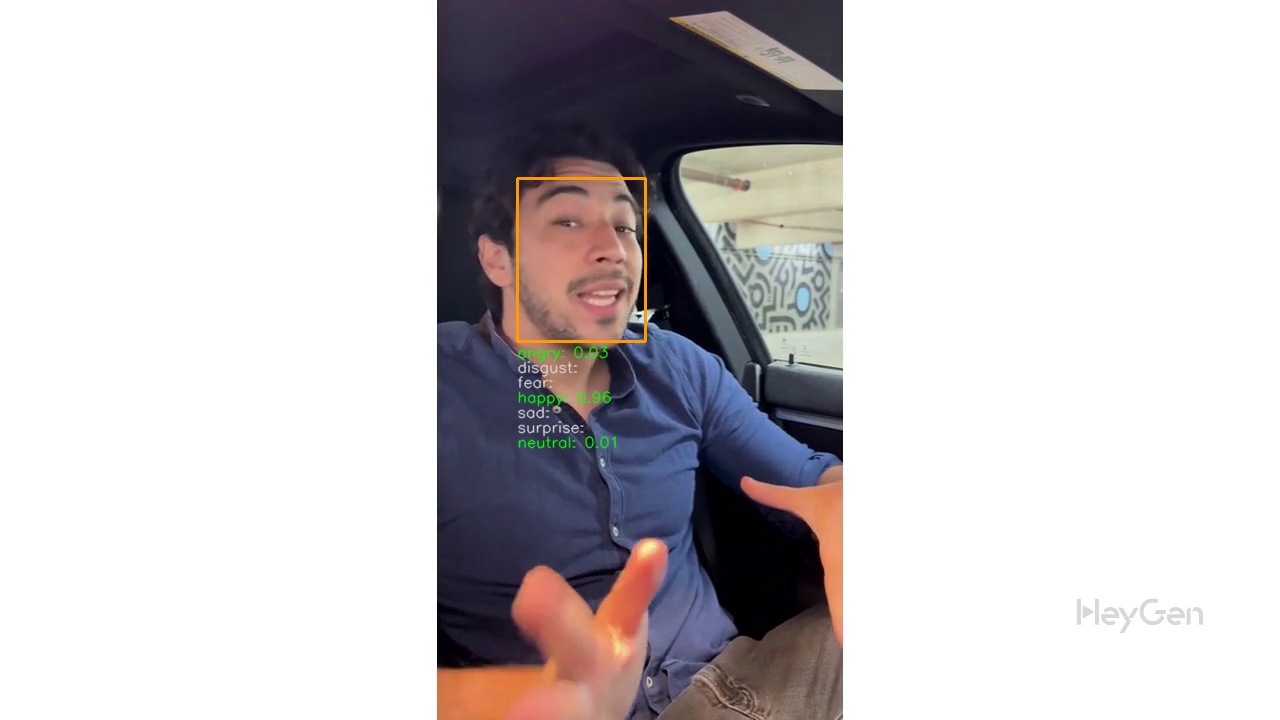 angry: 0.03
disgust:
fear:
happy: 0.96
sad:
surprise:
neutral: 0.01
HeyGen